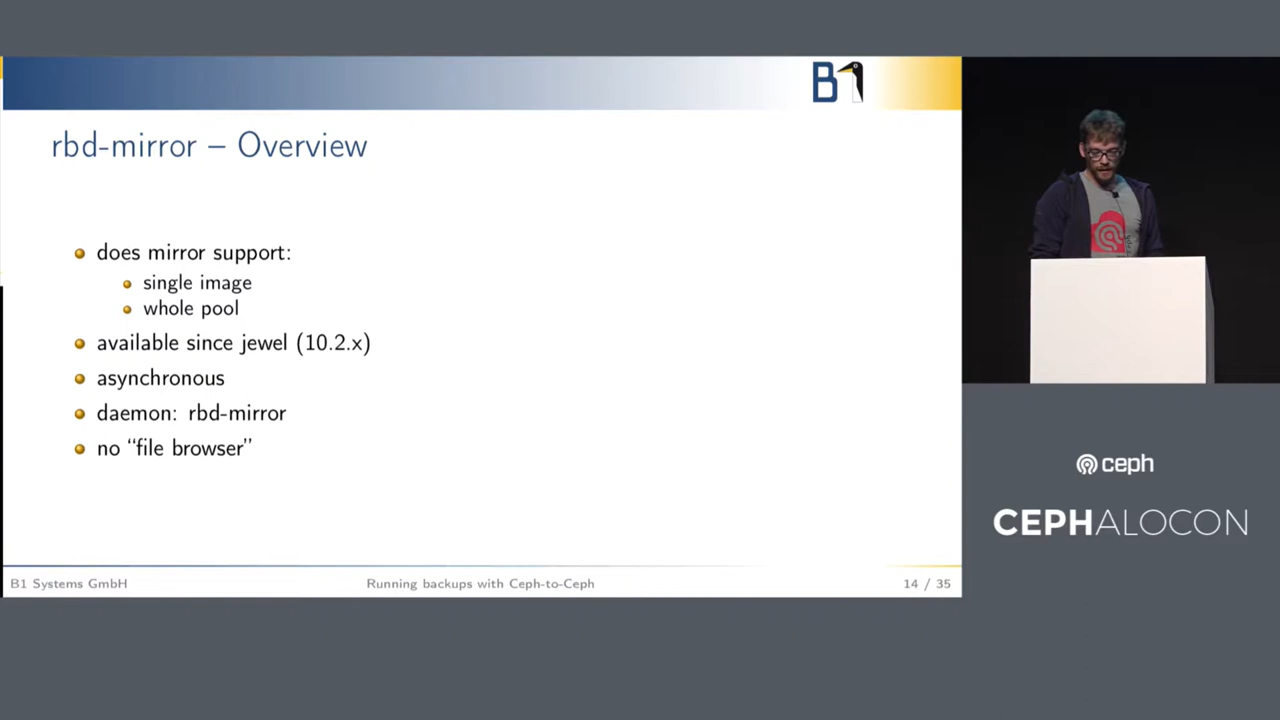 B1
rbd-mirror – Overview
does mirror support:
single image
whole pool
available since jewel (10.2.x)
asynchronous
daemon: rbd-mirror
no “file browser”
B1 Systems GmbH
Running backups with Ceph-to-Ceph
14 / 35
ceph
ceph
CEPHALOCON